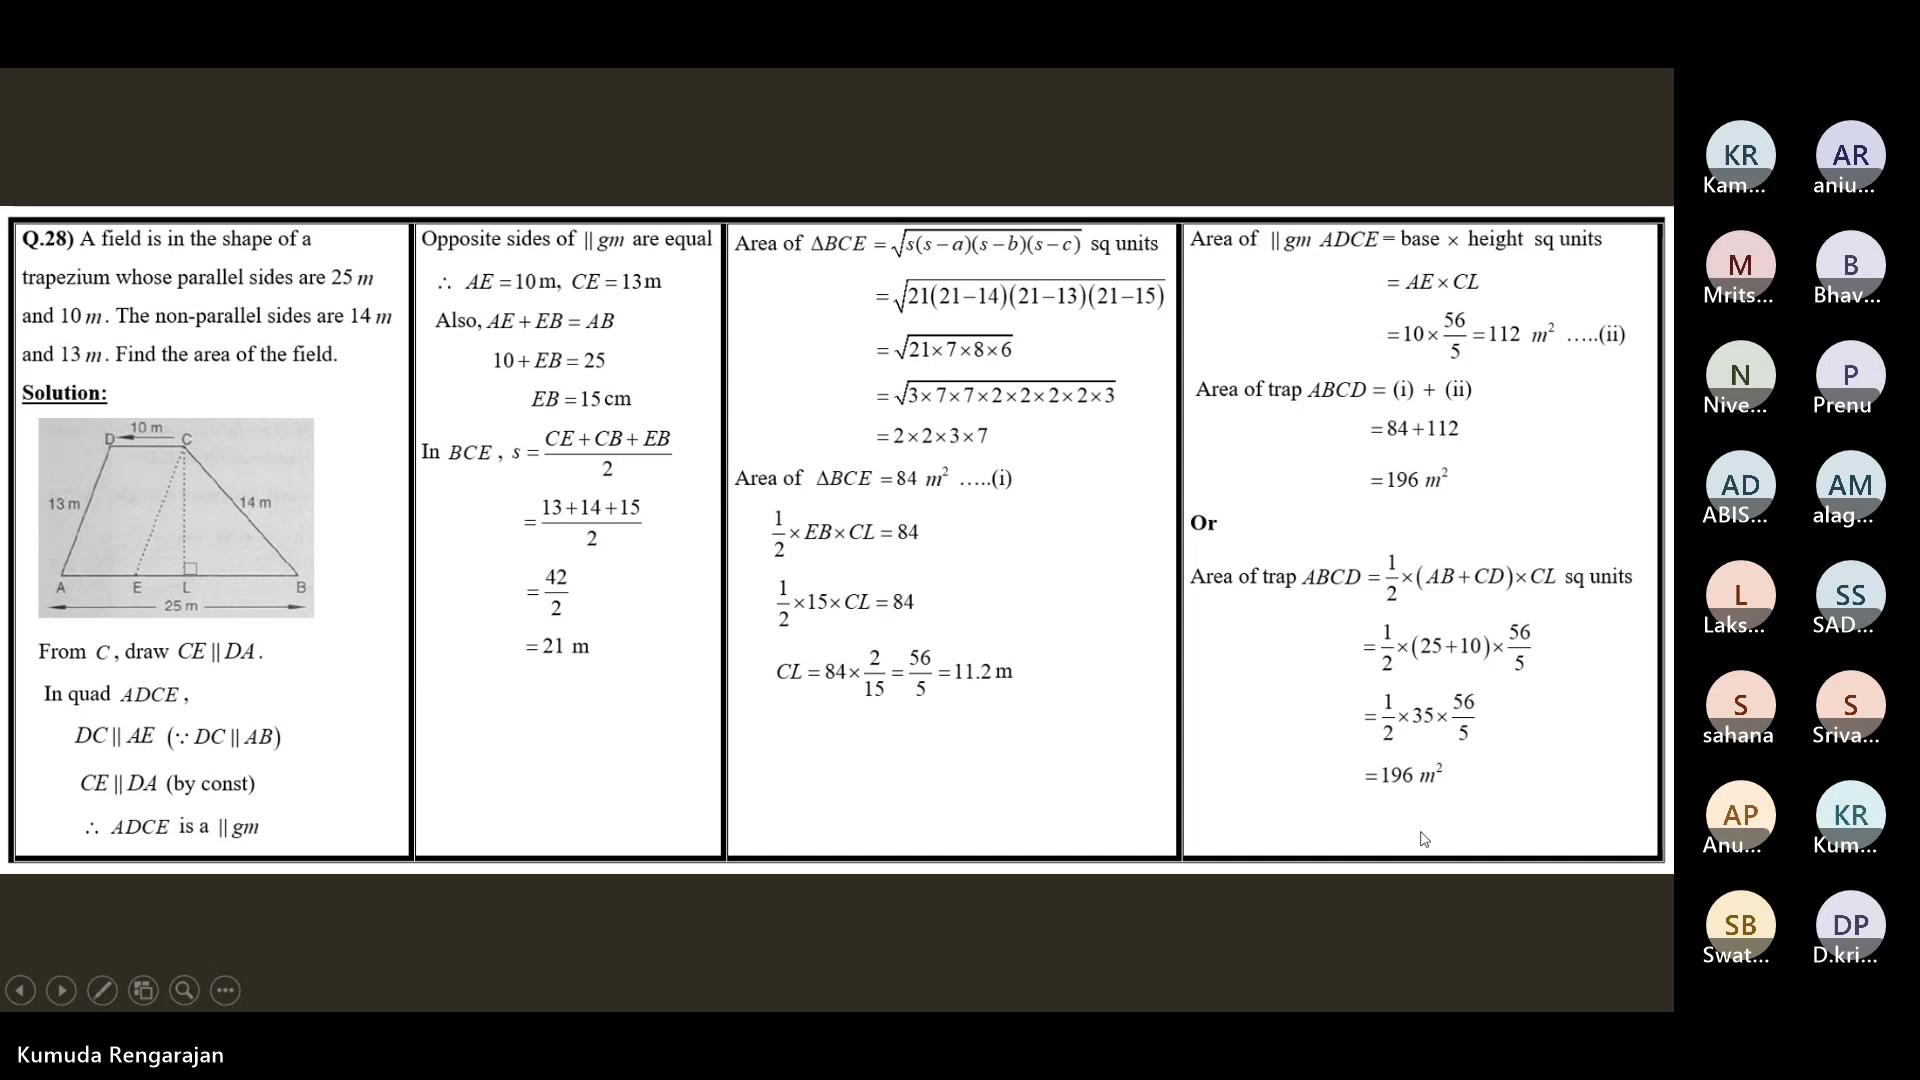 Q.28) A field is in the shape of a
trapezium whose parallel sides are 25 m
and 10 m. The non-parallel sides are 14 m
and 13 m. Find the area of the field.
Solution:
10 m
D C
13 m
14 m
A E L B
25 m
From C, draw CE || DA.
In quad ADCE,
DC || AE (∵ DC || AB)
CE || DA (by const)
∴ ADCE is a || gm
Opposite sides of || gm are equal
∴ AE = 10 m, CE = 13 m
Also, AE + EB = AB
10 + EB = 25
EB = 15 cm
In BCE, s = (CE + CB + EB)/2
= (13+14+15)/2
= 42/2
= 21 m
Area of ΔBCE = √(s(s−a)(s−b)(s−c)) sq units
= √(21(21−14)(21−13)(21−15))
= √(21×7×8×6)
= √(3×7×7×2×2×2×2×3)
= 2×2×3×7
Area of ΔBCE = 84 m² .....(i)
1/2 × EB × CL = 84
1/2 × 15 × CL = 84
CL = 84 × 2/15 = 56/5 = 11.2 m
Area of || gm ADCE = base × height sq units
= AE × CL
= 10 × 56/5 = 112 m² .....(ii)
Area of trap ABCD = (i) + (ii)
= 84 + 112
= 196 m²
Or
Area of trap ABCD = 1/2 × (AB + CD) × CL sq units
= 1/2 × (25+10) × 56/5
= 1/2 × 35 × 56/5
= 196 m²
KR AR
Kam... aniu...
M B
Mrits... Bhav...
N P
Nive... Prenu
AD AM
ABIS... alag...
L SS
Laks... SAD...
S S
sahana Sriva...
AP KR
Anu... Kum...
SB DP
Swat... D.kri...
Kumuda Rengarajan